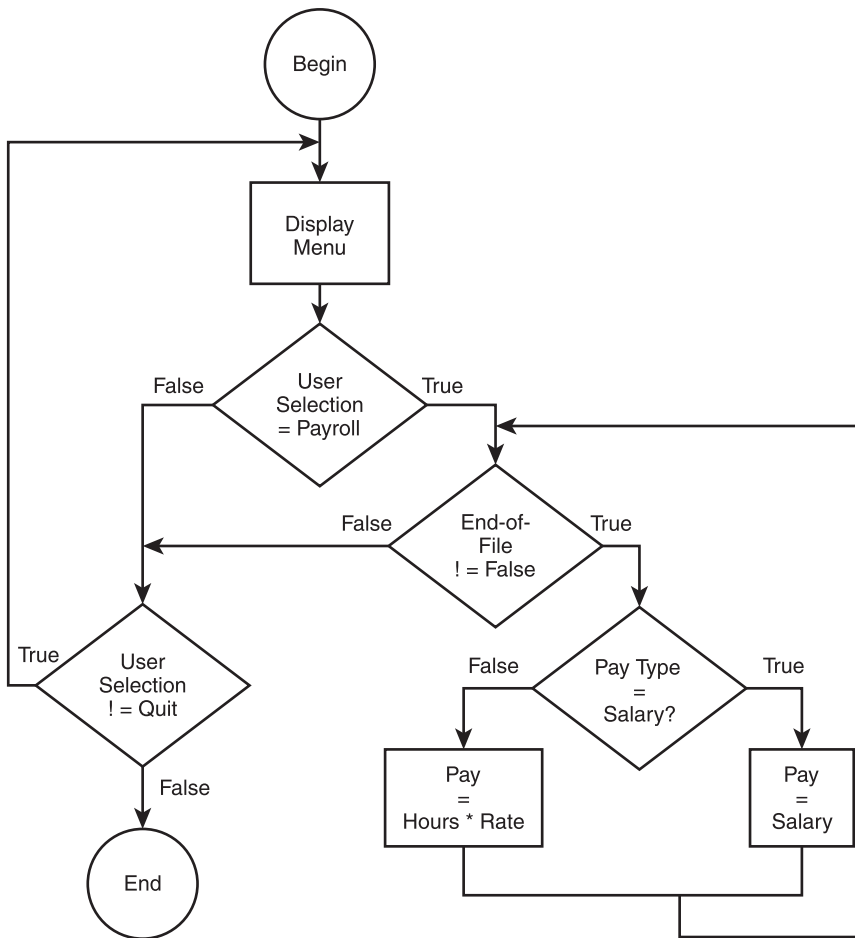 Begin
Display
Menu
False
User
Selection
= Payroll
True
False
End-of-
File
! = False
True
True
User
Selection
! = Quit
False
Pay Type
=
Salary?
True
False
Pay
=
Hours * Rate
Pay
=
Salary
End